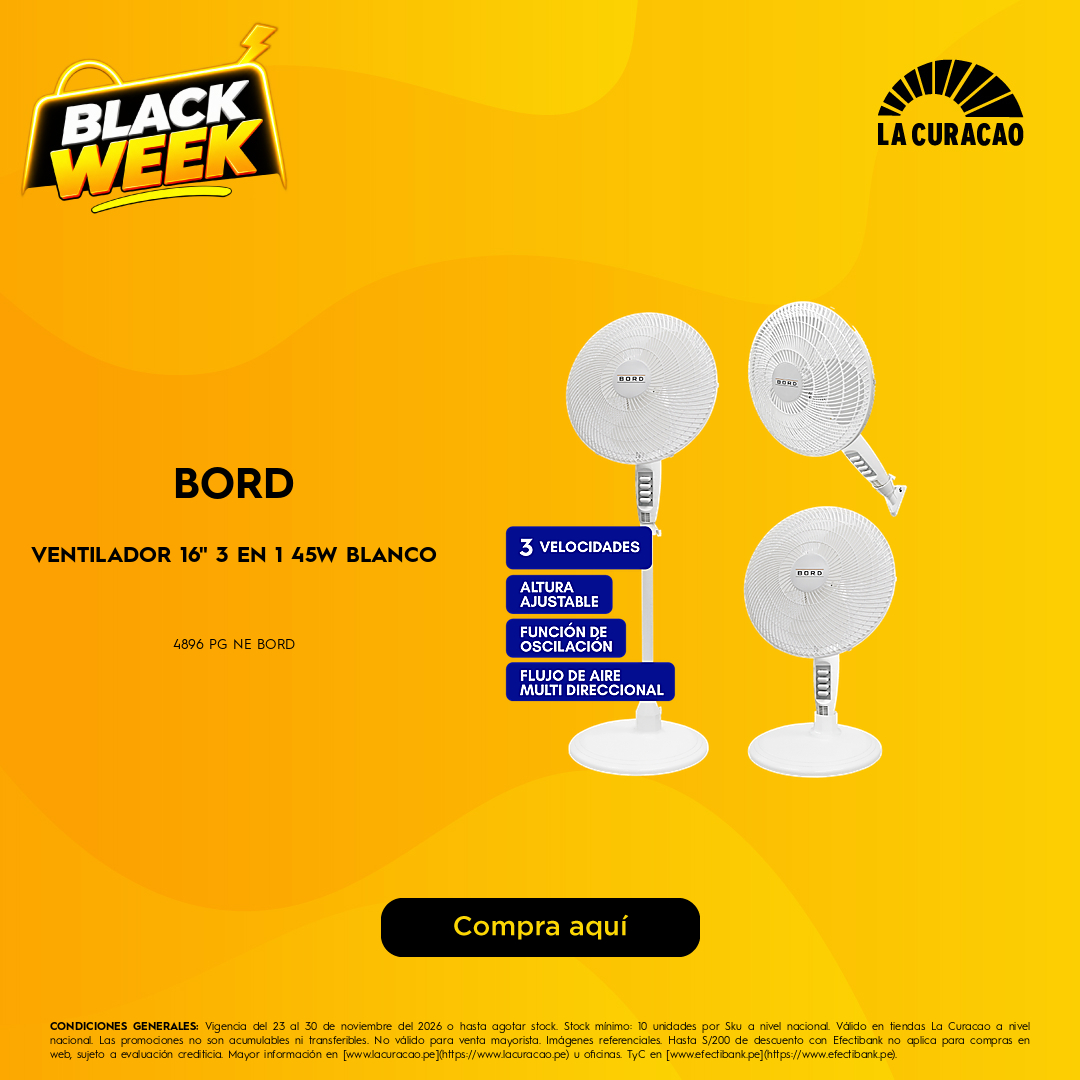 BLACK
WEEK
LA CURACAO
BORD
VENTILADOR 16" 3 EN 1 45W BLANCO
4896 PG NE BORD
BORD
BORD
BORD
3 VELOCIDADES
ALTURA
AJUSTABLE
FUNCIÓN DE
OSCILACIÓN
FLUJO DE AIRE
MULTI DIRECCIONAL
Compra aquí
CONDICIONES GENERALES: Vigencia del 23 al 30 de noviembre del 2026 o hasta agotar stock. Stock mínimo: 10 unidades por Sku a nivel nacional. Válido en tiendas La Curacao a nivel
nacional. Las promociones no son acumulables ni transferibles. No válido para venta mayorista. Imágenes referenciales. Hasta S/200 de descuento con Efectibank no aplica para compras en
web, sujeto a evaluación crediticia. Mayor información en [www.lacuracao.pe](https://www.lacuracao.pe) u oficinas. TyC en [www.efectibank.pe](https://www.efectibank.pe).